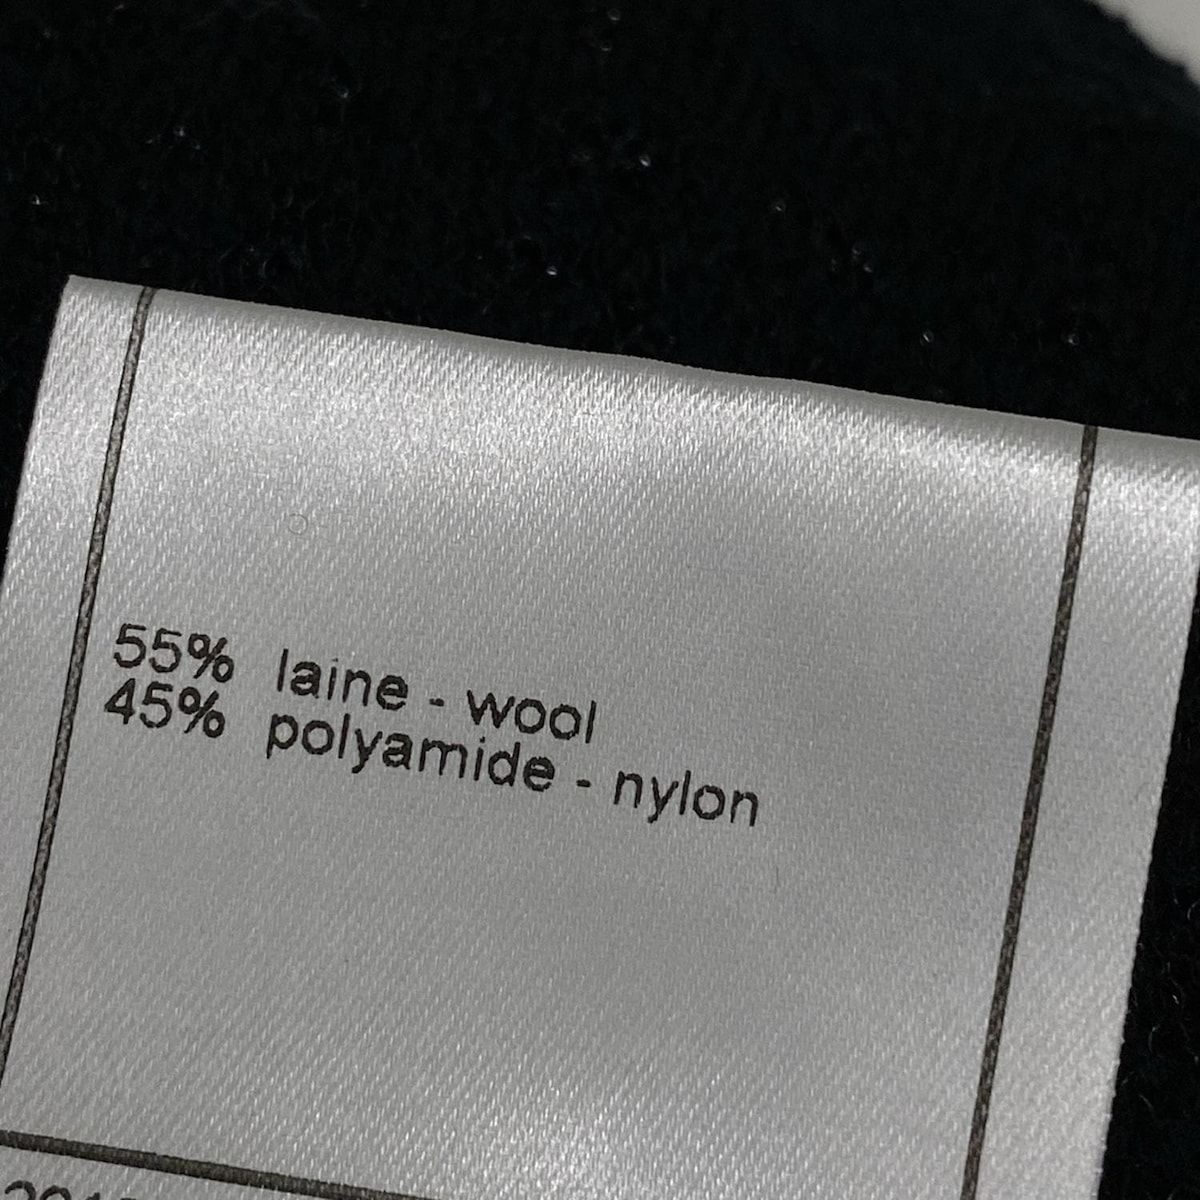 55% laine - wool
45% polyamide - nylon